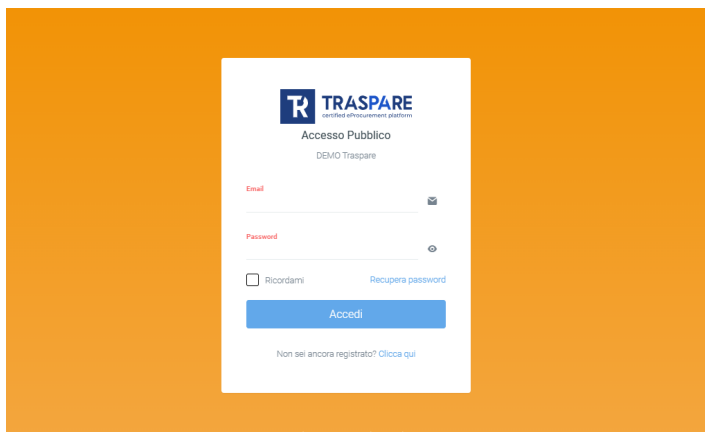 TR TRASPARE
certified eProcurement platform
Accesso Pubblico
DEMO Traspare
Email
Password
Ricordami Recupera password
Accedi
Non sei ancora registrato? Clicca qui